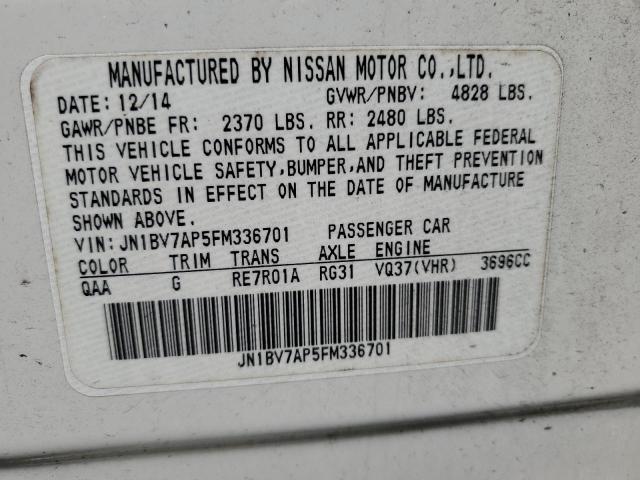 MANUFACTURED BY NISSAN MOTOR CO.,LTD.
DATE: 12/14 GVWR/PNBV: 4828 LBS.
GAWR/PNBE FR: 2370 LBS. RR: 2480 LBS.
THIS VEHICLE CONFORMS TO ALL APPLICABLE FEDERAL
MOTOR VEHICLE SAFETY,BUMPER,AND THEFT PREVENTION
STANDARDS IN EFFECT ON THE DATE OF MANUFACTURE
SHOWN ABOVE.
VIN: JN1BV7AP5FM336701 PASSENGER CAR
COLOR TRIM TRANS AXLE ENGINE
QAA G RE7R01A RG31 VQ37(VHR) 3696CC
JN1BV7AP5FM336701